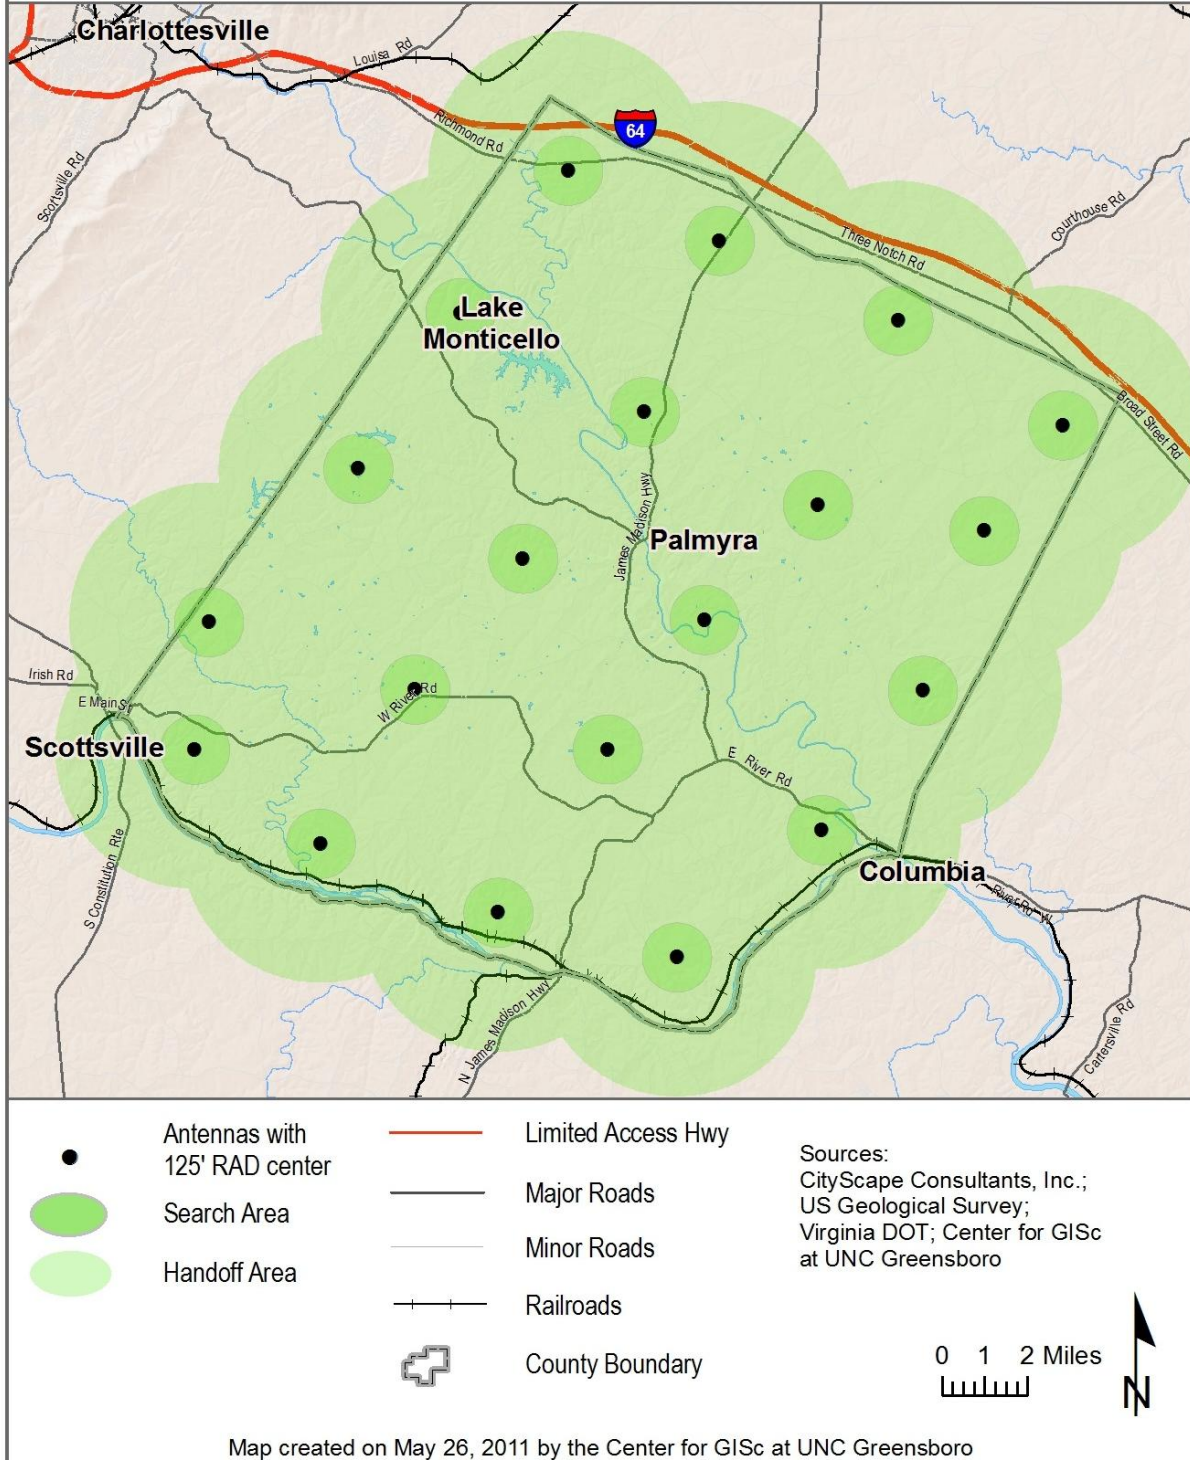 Charlottesville
Louisa Rd
Richmond Rd
64
Scottsville Rd
Courthouse Rd
Three Notch Rd
Lake
Monticello
Broad Street Rd
James Madison Hwy
Palmyra
Irish Rd
E Main St
W River Rd
Scottsville
E River Rd
S Constitution Rte
Columbia
River Rd W
N James Madison Hwy
Cartersville Rd
Antennas with
125' RAD center
Search Area
Handoff Area
Limited Access Hwy
Major Roads
Minor Roads
Railroads
County Boundary
Sources:
CityScape Consultants, Inc.;
US Geological Survey;
Virginia DOT; Center for GISc
at UNC Greensboro
0 1 2 Miles
N
Map created on May 26, 2011 by the Center for GISc at UNC Greensboro